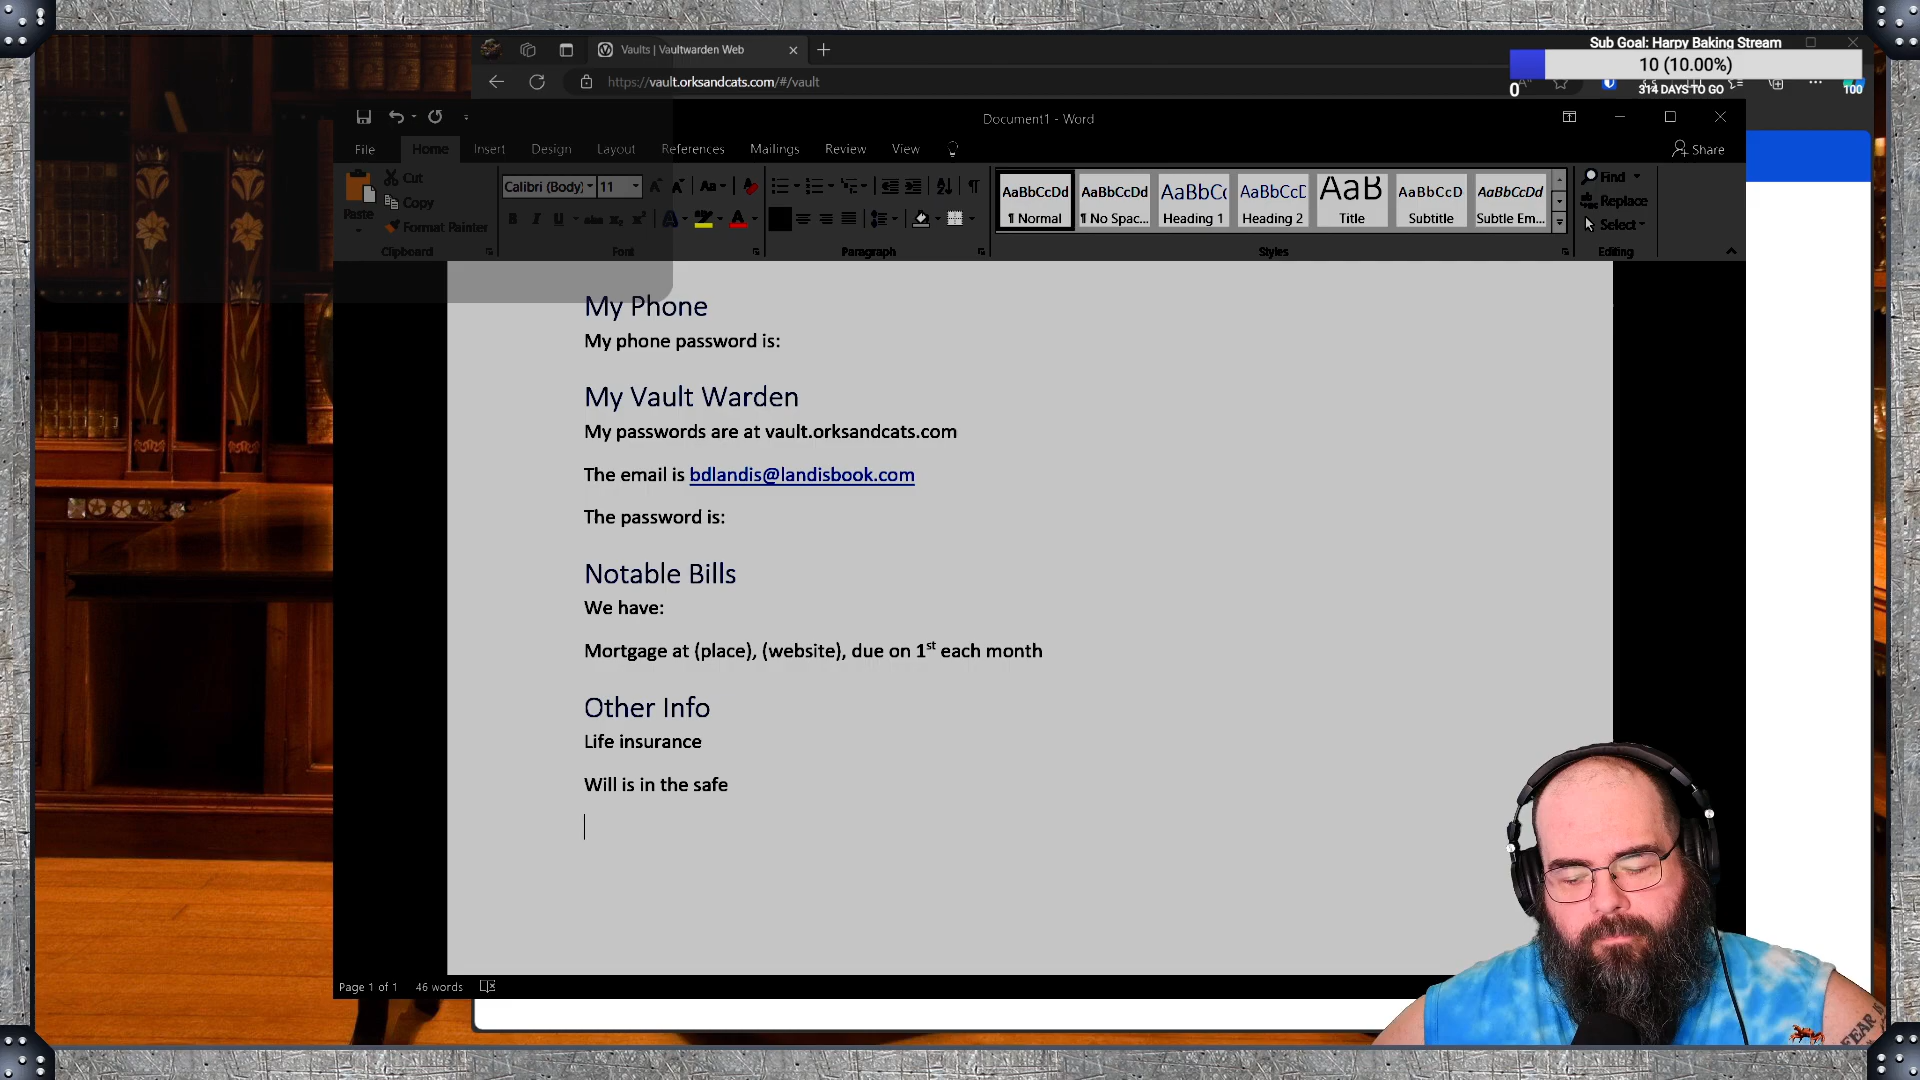 Vaults | Vaultwarden Web
Sub Goal: Harpy Baking Stream
10 (10.00%)
0
314 DAYS TO GO
100
https://vault.orksandcats.com/#/vault
Document1 - Word
File Home Insert Design Layout References Mailings Review View Share
Cut
Copy
Format Painter
Paste
Clipboard
Calibri (Body) 11
Font
Paragraph
AaBbCcDd AaBbCcDd AaBbCc AaBbCcD AaB AaBbCcD AaBbCcDd
¶ Normal ¶ No Spac... Heading 1 Heading 2 Title Subtitle Subtle Em...
Styles
Find
Replace
Select
Editing
My Phone
My phone password is:
My Vault Warden
My passwords are at vault.orksandcats.com
The email is bdlandis@landisbook.com
The password is:
Notable Bills
We have:
Mortgage at (place), (website), due on 1st each month
Other Info
Life insurance
Will is in the safe
Page 1 of 1 46 words
FEAR